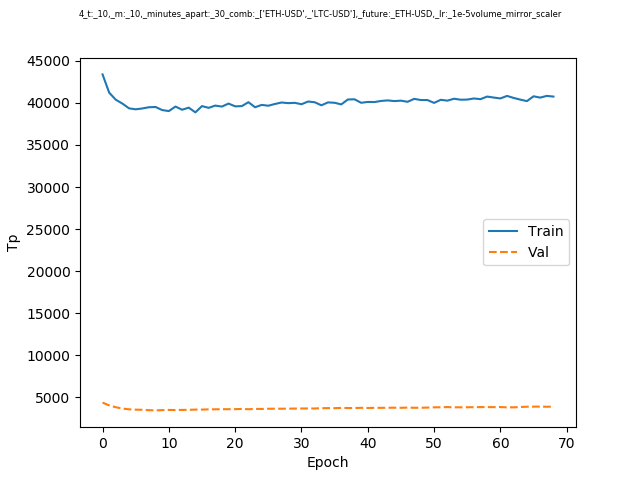 4_t:_10,_m:_10,_minutes_apart:_30_comb:_['ETH-USD',_'LTC-USD'],_future:_ETH-USD,_lr:_1e-5volume_mirror_scaler
45000
40000
35000
30000
25000
20000
15000
10000
5000
Tp
Train
Val
0 10 20 30 40 50 60 70
Epoch